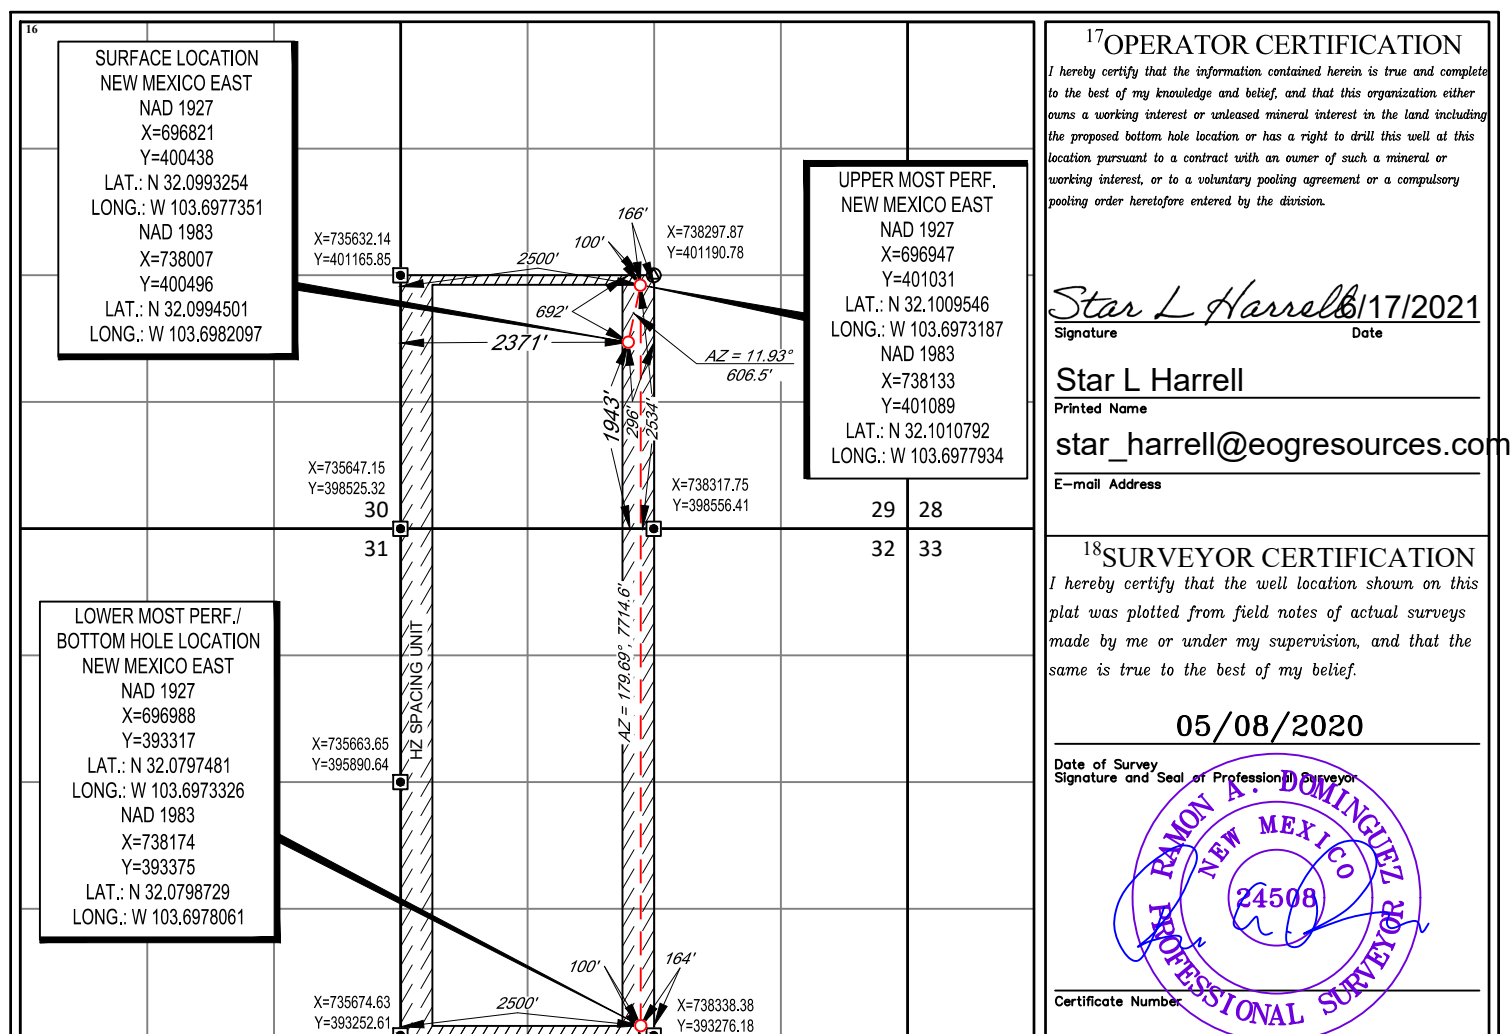 16
SURFACE LOCATION
NEW MEXICO EAST
NAD 1927
X=696821
Y=400438
LAT.: N 32.0993254
LONG.: W 103.6977351
NAD 1983
X=738007
Y=400496
LAT.: N 32.0994501
LONG.: W 103.6982097
UPPER MOST PERF.
NEW MEXICO EAST
NAD 1927
X=696947
Y=401031
LAT.: N 32.1009546
LONG.: W 103.6973187
NAD 1983
X=738133
Y=401089
LAT.: N 32.1010792
LONG.: W 103.6977934
X=735632.14
Y=401165.85
2500'
100'
166'
X=738297.87
Y=401190.78
692'
2371'
AZ = 11.93°
606.5'
1943'
296'
2534'
X=735647.15
Y=398525.32
X=738317.75
Y=398556.41
30
29 28
31
32 33
LOWER MOST PERF./
BOTTOM HOLE LOCATION
NEW MEXICO EAST
NAD 1927
X=696988
Y=393317
LAT.: N 32.0797481
LONG.: W 103.6973326
NAD 1983
X=738174
Y=393375
LAT.: N 32.0798729
LONG.: W 103.6978061
HZ SPACING UNIT
AZ = 179.69°, 7714.6'
X=735663.65
Y=395890.64
100'
164'
X=735674.63
Y=393252.61
2500'
X=738338.38
Y=393276.18
17OPERATOR CERTIFICATION
I hereby certify that the information contained herein is true and complete
to the best of my knowledge and belief, and that this organization either
owns a working interest or unleased mineral interest in the land including
the proposed bottom hole location or has a right to drill this well at this
location pursuant to a contract with an owner of such a mineral or
working interest, or to a voluntary pooling agreement or a compulsory
pooling order heretofore entered by the division.
Star L Harrell 6/17/2021
Signature Date
Star L Harrell
Printed Name
star_harrell@eogresources.com
E-mail Address
18SURVEYOR CERTIFICATION
I hereby certify that the well location shown on this
plat was plotted from field notes of actual surveys
made by me or under my supervision, and that the
same is true to the best of my belief.
05/08/2020
Date of Survey
Signature and Seal of Professional Surveyor
RAMON A. DOMINGUEZ
NEW MEXICO
24508
PROFESSIONAL SURVEYOR
Certificate Number